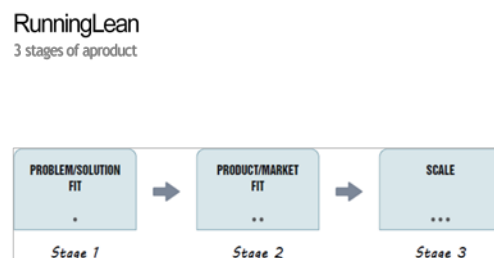 RunningLean
3 stages of aproduct
PROBLEM/SOLUTION
FIT
PRODUCT/MARKET
FIT
SCALE
Stage 1
Stage 2
Stage 3